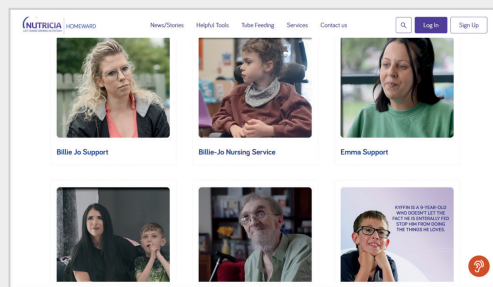 NUTRICIA HOMEWARD
News/Stories Helpful Tools Tube Feeding Services Contact us Log In Sign Up
Billie Jo Support Billie-Jo Nursing Service Emma Support
KYFFIN IS A 9-YEAR-OLD
WHO DOESN'T LET THE
FACT HE IS ENTERALLY FED
STOP HIM FROM DOING
THE THINGS HE LOVES.